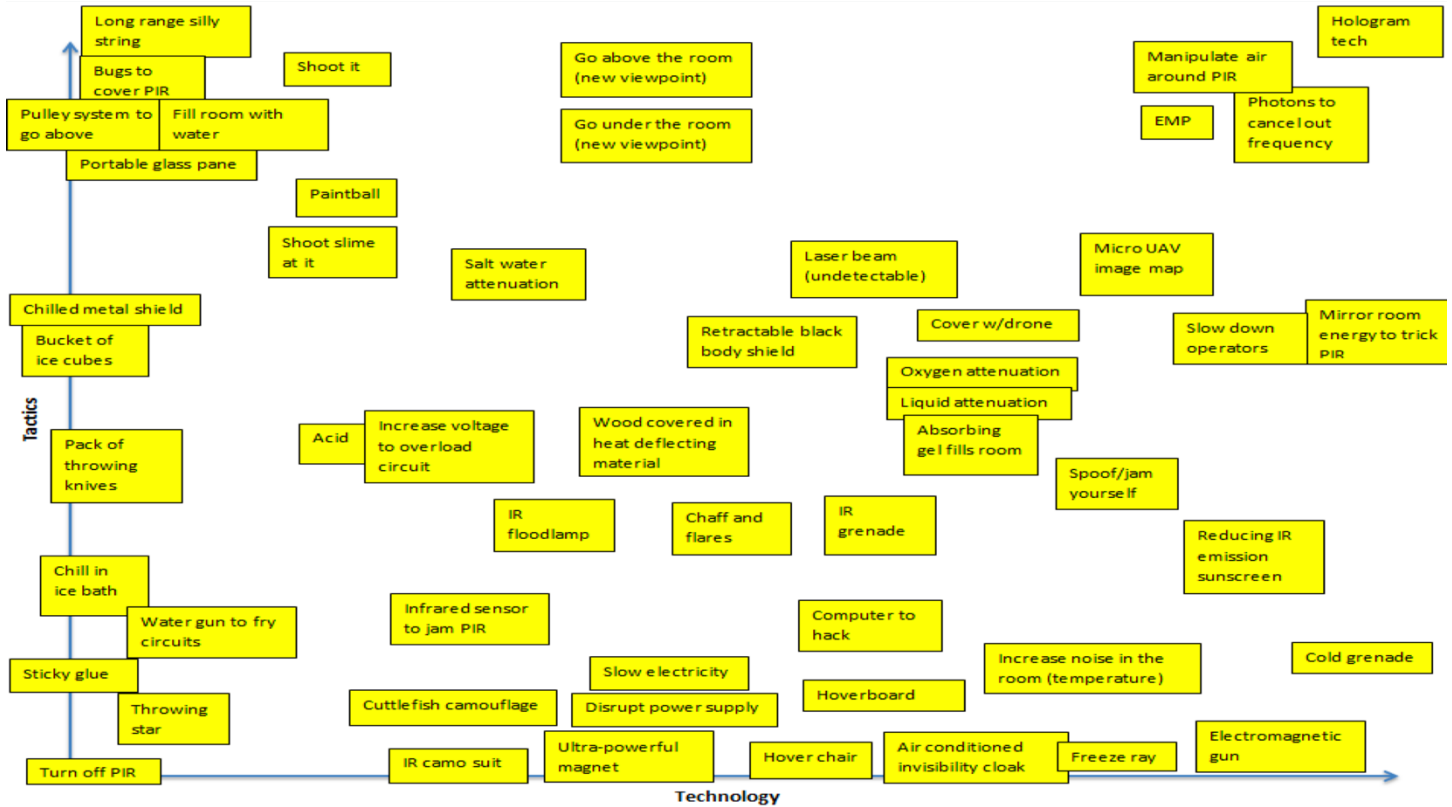 Long range silly
string
Hologram
tech
Bugs to
cover PIR
Shoot it
Go above the room
(new viewpoint)
Manipulate air
around PIR
Pulley system to
go above
Fill room with
water
Go under the room
(new viewpoint)
EMP
Photons to
cancel out
frequency
Portable glass pane
Paintball
Shoot slime
at it
Salt water
attenuation
Laser beam
(undetectable)
Micro UAV
image map
Chilled metal shield
Bucket of
ice cubes
Retractable black
body shield
Cover w/drone
Slow down
operators
Mirror room
energy to trick
PIR
Oxygen attenuation
Liquid attenuation
Tactics
Pack of
throwing
knives
Acid
Increase voltage
to overload
circuit
Wood covered in
heat deflecting
material
Absorbing
gel fills room
Spoof/jam
yourself
IR
floodlamp
Chaff and
flares
IR
grenade
Reducing IR
emission
sunscreen
Chill in
ice bath
Water gun to fry
circuits
Infrared sensor
to jam PIR
Computer to
hack
Sticky glue
Slow electricity
Increase noise in the
room (temperature)
Cold grenade
Throwing
star
Cuttlefish camouflage
Disrupt power supply
Hoverboard
Turn off PIR
IR camo suit
Ultra-powerful
magnet
Hover chair
Air conditioned
invisibility cloak
Freeze ray
Electromagnetic
gun
Technology